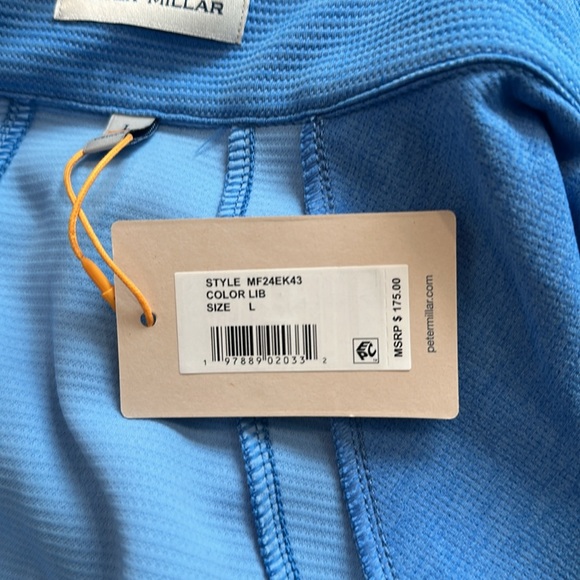 MILLAR
L
STYLE MF24EK43
COLOR LIB
SIZE L
1 97889 02033 2
MSRP $ 175.00
petermillar.com